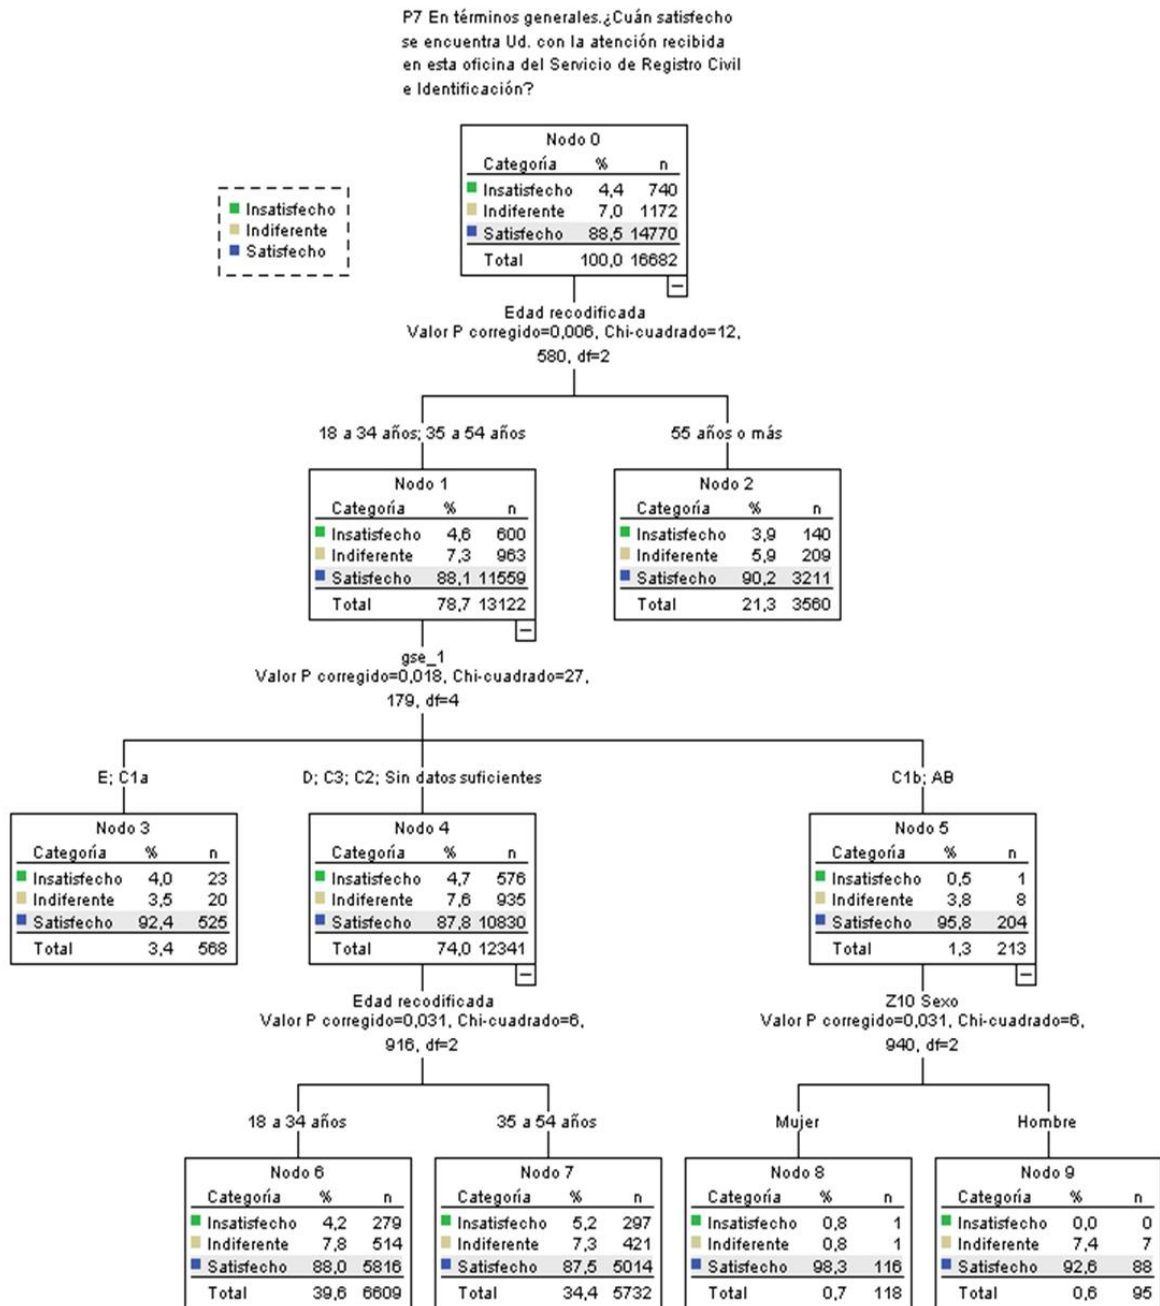 P7 En términos generales.¿Cuán satisfecho
se encuentra Ud. con la atención recibida
en esta oficina del Servicio de Registro Civil
e Identificación?
Insatisfecho
Indiferente
Satisfecho
Nodo 0
Categoría % n
Insatisfecho 4,4 740
Indiferente 7,0 1172
Satisfecho 88,5 14770
Total 100,0 16682
Edad recodificada
Valor P corregido=0,006, Chi-cuadrado=12,
580, df=2
18 a 34 años; 35 a 54 años
55 años o más
Nodo 1
Categoría % n
Insatisfecho 4,6 600
Indiferente 7,3 963
Satisfecho 88,1 11559
Total 78,7 13122
Nodo 2
Categoría % n
Insatisfecho 3,9 140
Indiferente 5,9 209
Satisfecho 90,2 3211
Total 21,3 3560
gse_1
Valor P corregido=0,018, Chi-cuadrado=27,
179, df=4
E; C1a
D; C3; C2; Sin datos suficientes
C1b; AB
Nodo 3
Categoría % n
Insatisfecho 4,0 23
Indiferente 3,5 20
Satisfecho 92,4 525
Total 3,4 568
Nodo 4
Categoría % n
Insatisfecho 4,7 576
Indiferente 7,6 935
Satisfecho 87,8 10830
Total 74,0 12341
Nodo 5
Categoría % n
Insatisfecho 0,5 1
Indiferente 3,8 8
Satisfecho 95,8 204
Total 1,3 213
Edad recodificada
Valor P corregido=0,031, Chi-cuadrado=6,
916, df=2
Z10 Sexo
Valor P corregido=0,031, Chi-cuadrado=6,
940, df=2
18 a 34 años
35 a 54 años
Mujer
Hombre
Nodo 6
Categoría % n
Insatisfecho 4,2 279
Indiferente 7,8 514
Satisfecho 88,0 5816
Total 39,6 6609
Nodo 7
Categoría % n
Insatisfecho 5,2 297
Indiferente 7,3 421
Satisfecho 87,5 5014
Total 34,4 5732
Nodo 8
Categoría % n
Insatisfecho 0,8 1
Indiferente 0,8 1
Satisfecho 98,3 116
Total 0,7 118
Nodo 9
Categoría % n
Insatisfecho 0,0 0
Indiferente 7,4 7
Satisfecho 92,6 88
Total 0,6 95